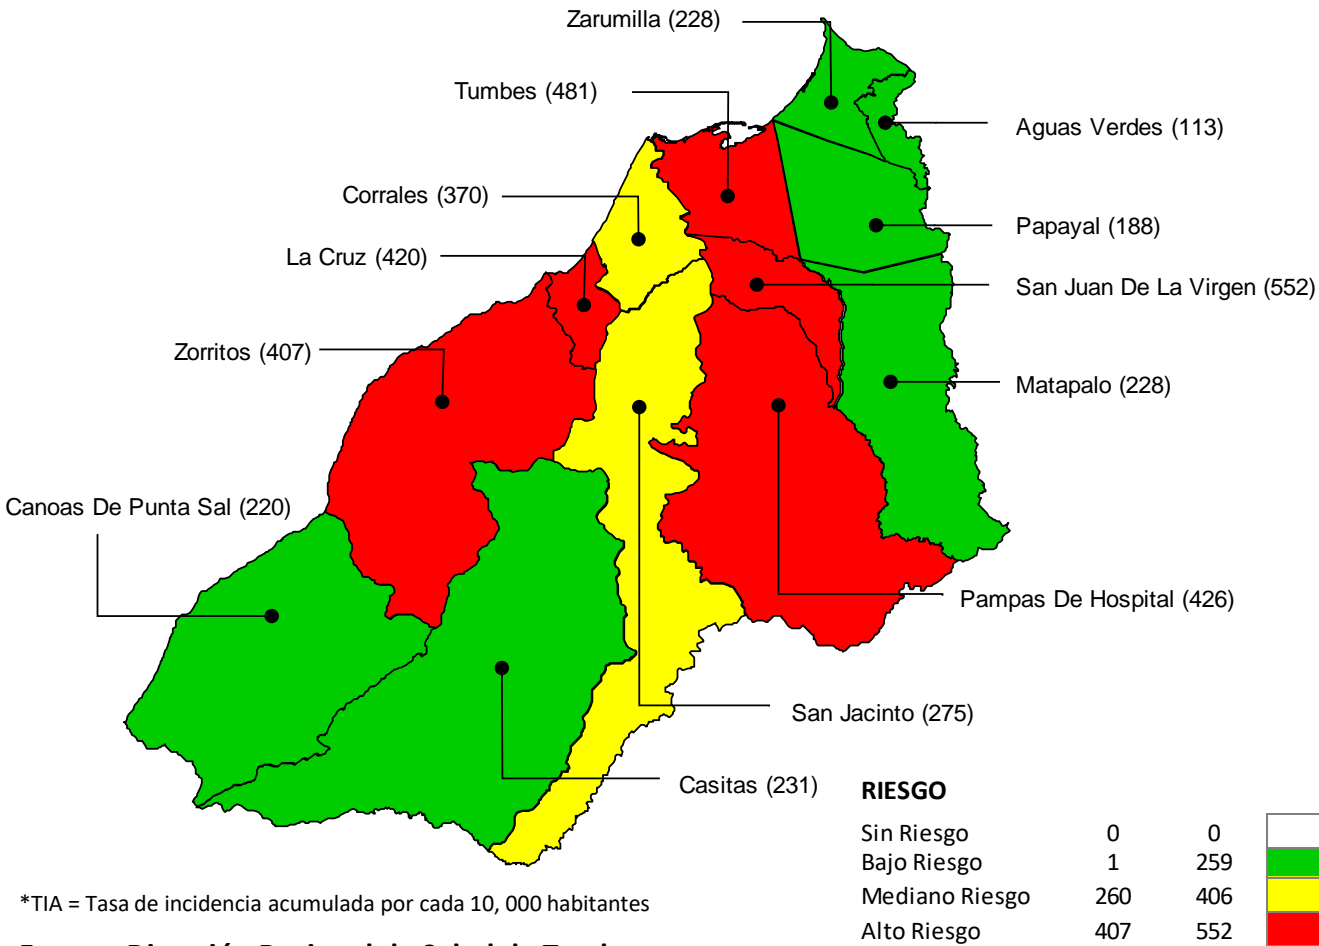 Zarumilla (228)
Tumbes (481)
Aguas Verdes (113)
Corrales (370)
Papayal (188)
La Cruz (420)
San Juan De La Virgen (552)
Zorritos (407)
Matapalo (228)
Canoas De Punta Sal (220)
Pampas De Hospital (426)
San Jacinto (275)
Casitas (231)
RIESGO
Sin Riesgo 0 0
Bajo Riesgo 1 259
Mediano Riesgo 260 406
Alto Riesgo 407 552
*TIA = Tasa de incidencia acumulada por cada 10, 000 habitantes